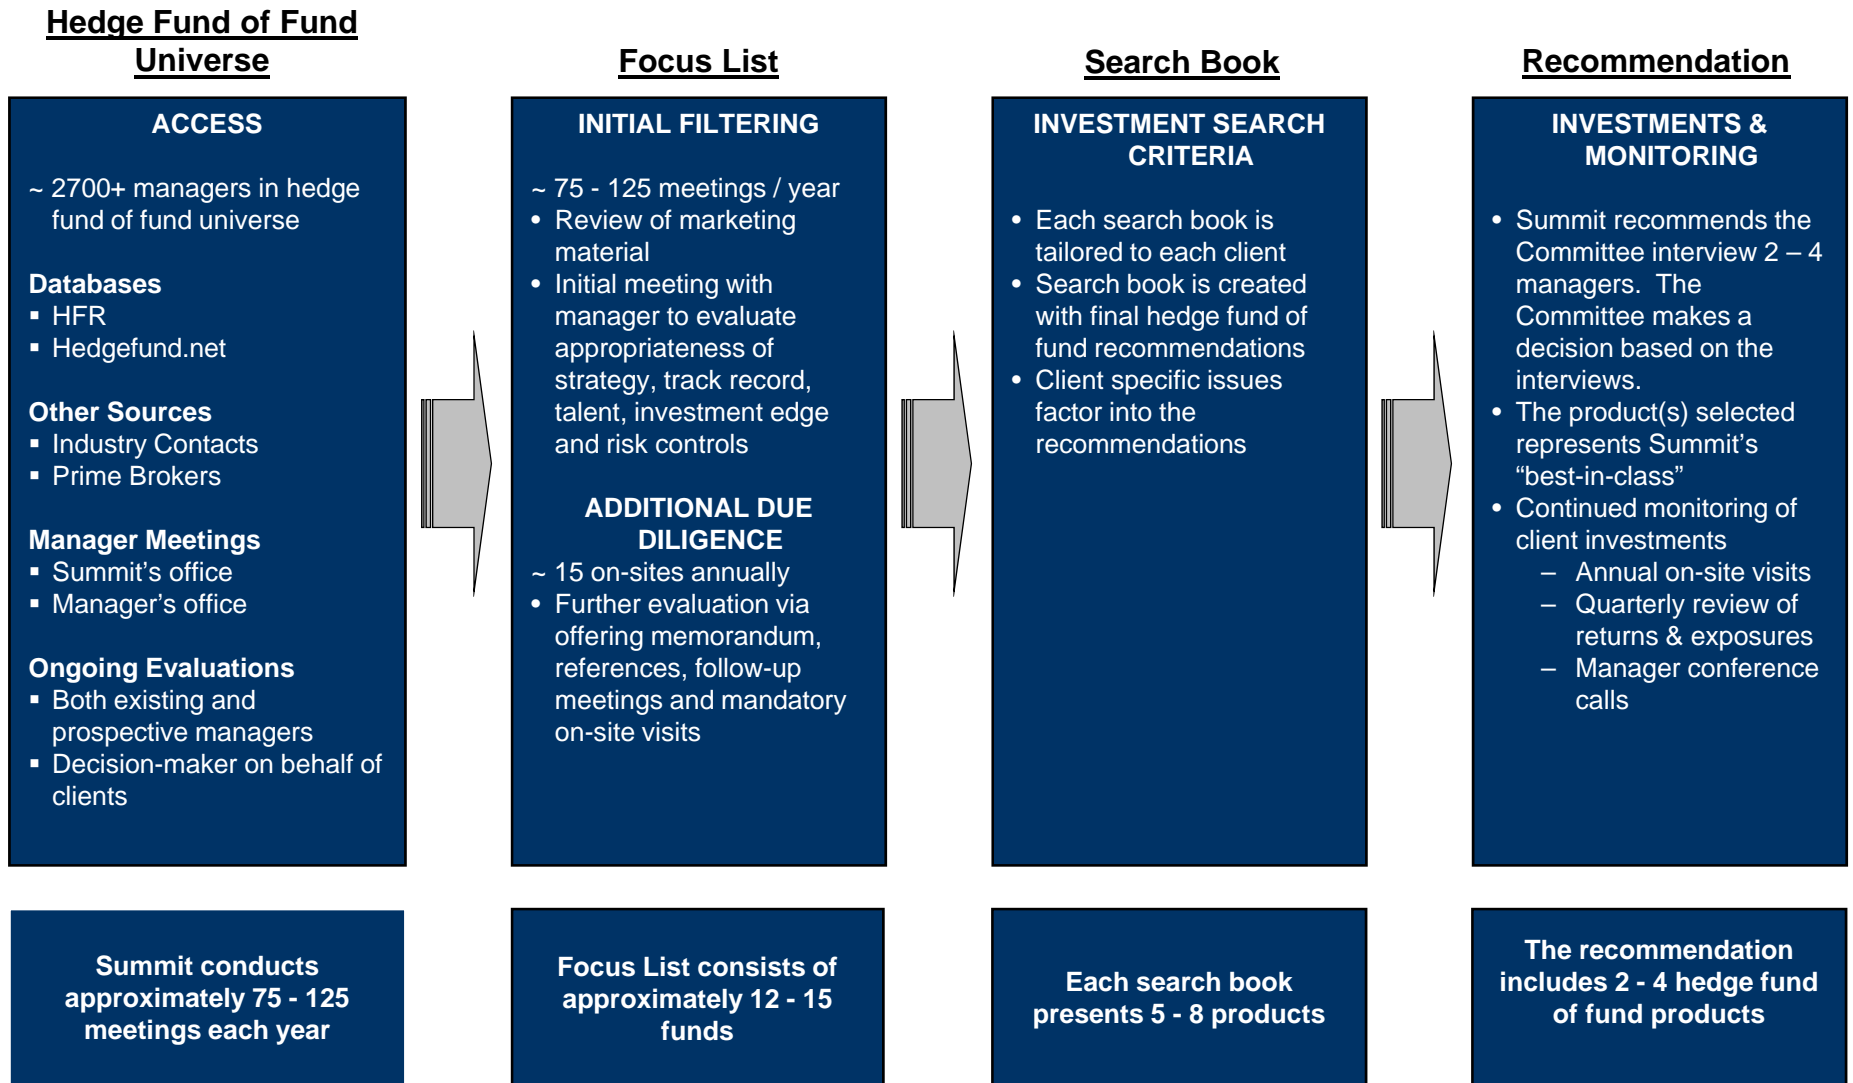 Hedge Fund of Fund
Universe
ACCESS
~ 2700+ managers in hedge
fund of fund universe
Databases
▪ HFR
▪ Hedgefund.net
Other Sources
▪ Industry Contacts
▪ Prime Brokers
Manager Meetings
▪ Summit's office
▪ Manager's office
Ongoing Evaluations
▪ Both existing and
prospective managers
▪ Decision-maker on behalf of
clients
Summit conducts
approximately 75 - 125
meetings each year
Focus List
INITIAL FILTERING
~ 75 - 125 meetings / year
• Review of marketing
material
• Initial meeting with
manager to evaluate
appropriateness of
strategy, track record,
talent, investment edge
and risk controls
ADDITIONAL DUE
DILIGENCE
~ 15 on-sites annually
• Further evaluation via
offering memorandum,
references, follow-up
meetings and mandatory
on-site visits
Focus List consists of
approximately 12 - 15
funds
Search Book
INVESTMENT SEARCH
CRITERIA
• Each search book is
tailored to each client
• Search book is created
with final hedge fund of
fund recommendations
• Client specific issues
factor into the
recommendations
Each search book
presents 5 - 8 products
Recommendation
INVESTMENTS &
MONITORING
• Summit recommends the
Committee interview 2 – 4
managers. The
Committee makes a
decision based on the
interviews.
• The product(s) selected
represents Summit's
“best-in-class”
• Continued monitoring of
client investments
– Annual on-site visits
– Quarterly review of
returns & exposures
– Manager conference
calls
The recommendation
includes 2 - 4 hedge fund
of fund products